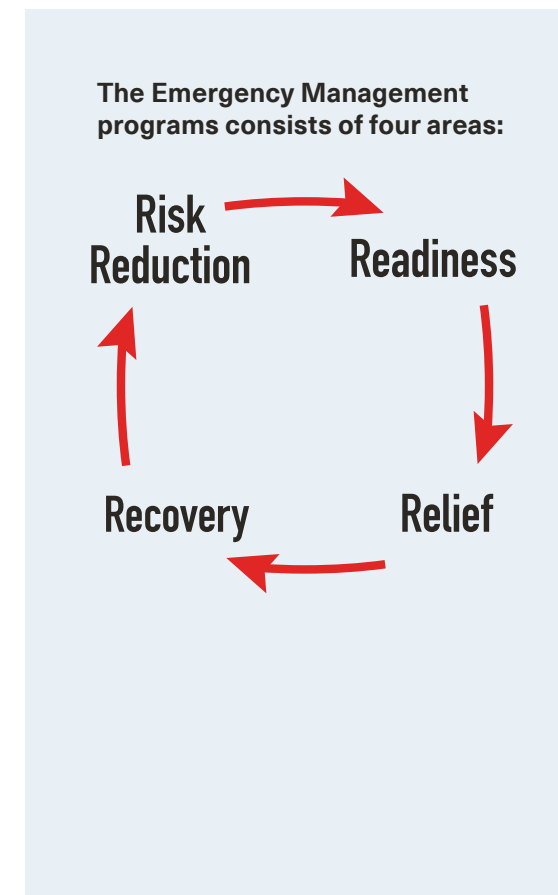 The Emergency Management
programs consists of four areas:
Risk
Reduction
Readiness
Recovery
Relief